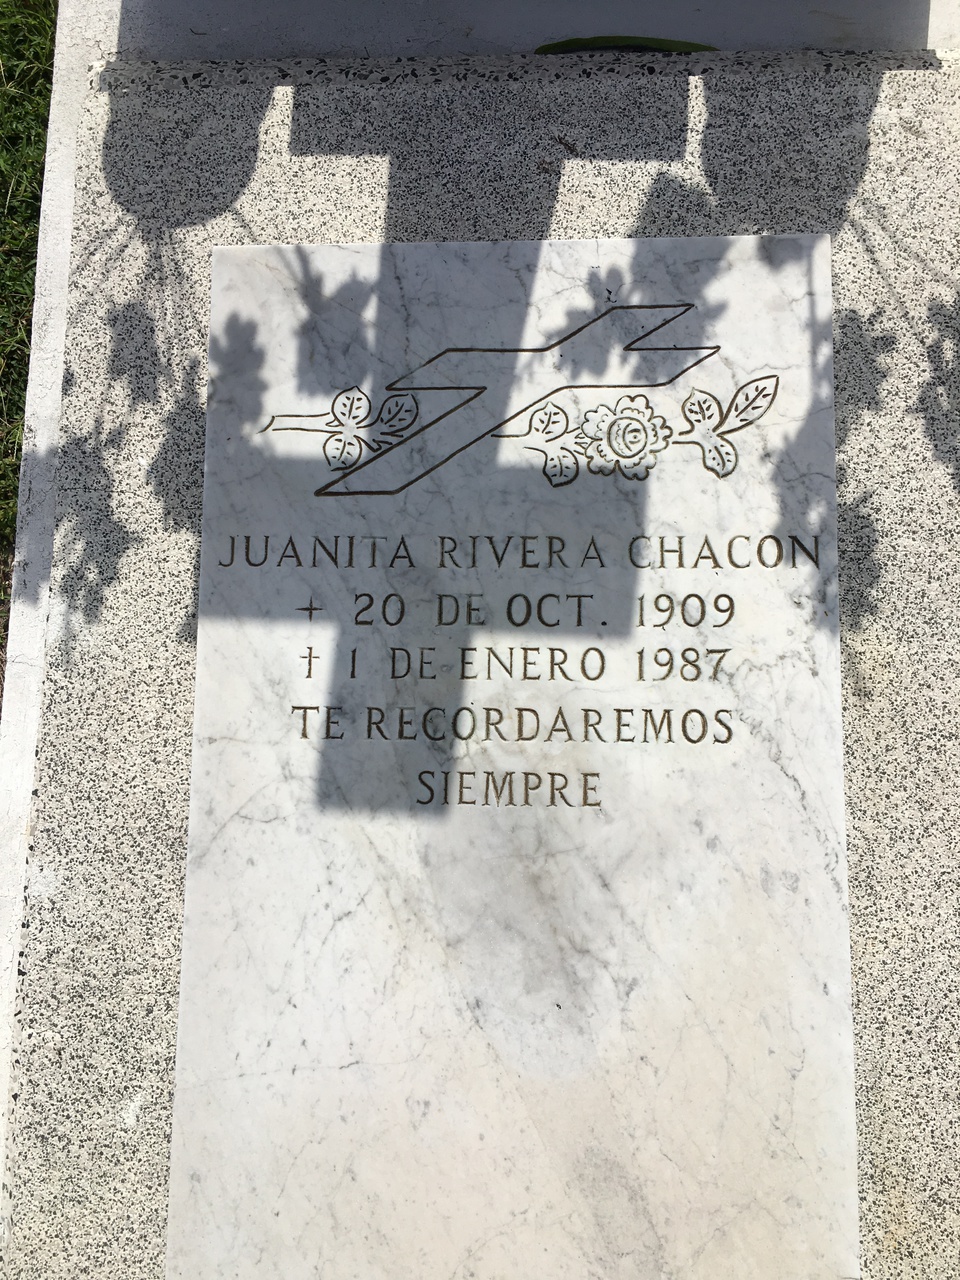 JUANITA RIVERA CHACON
+ 20 DE OCT. 1909
† 1 DE ENERO 1987
TE RECORDAREMOS
SIEMPRE